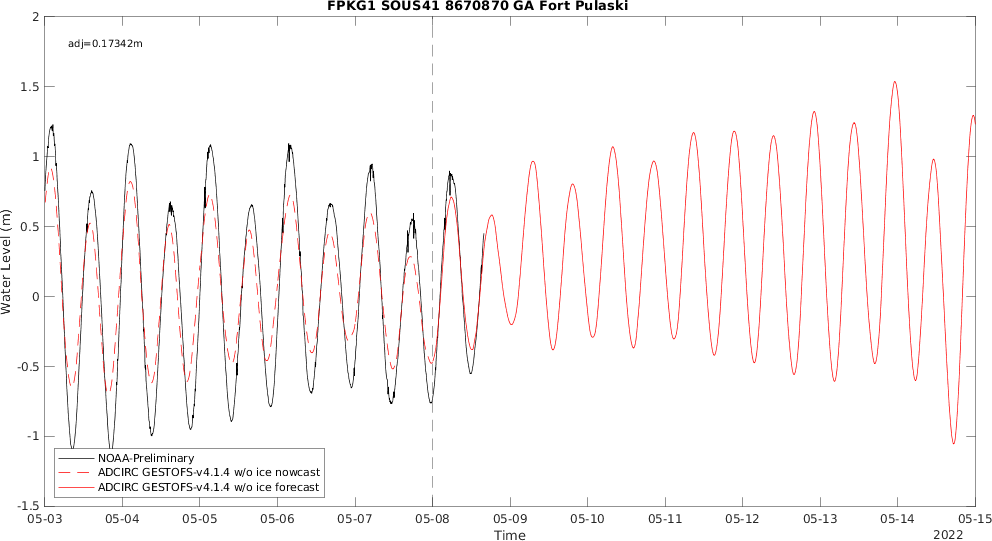 FPKG1 SOUS41 8670870 GA Fort Pulaski
adj=0.17342m
2
1.5
1
0.5
0
-0.5
-1
-1.5
Water Level (m)
NOAA-Preliminary
ADCIRC GESTOFS-v4.1.4 w/o ice nowcast
ADCIRC GESTOFS-v4.1.4 w/o ice forecast
05-03 05-04 05-05 05-06 05-07 05-08 05-09 05-10 05-11 05-12 05-13 05-14 05-15
Time
2022